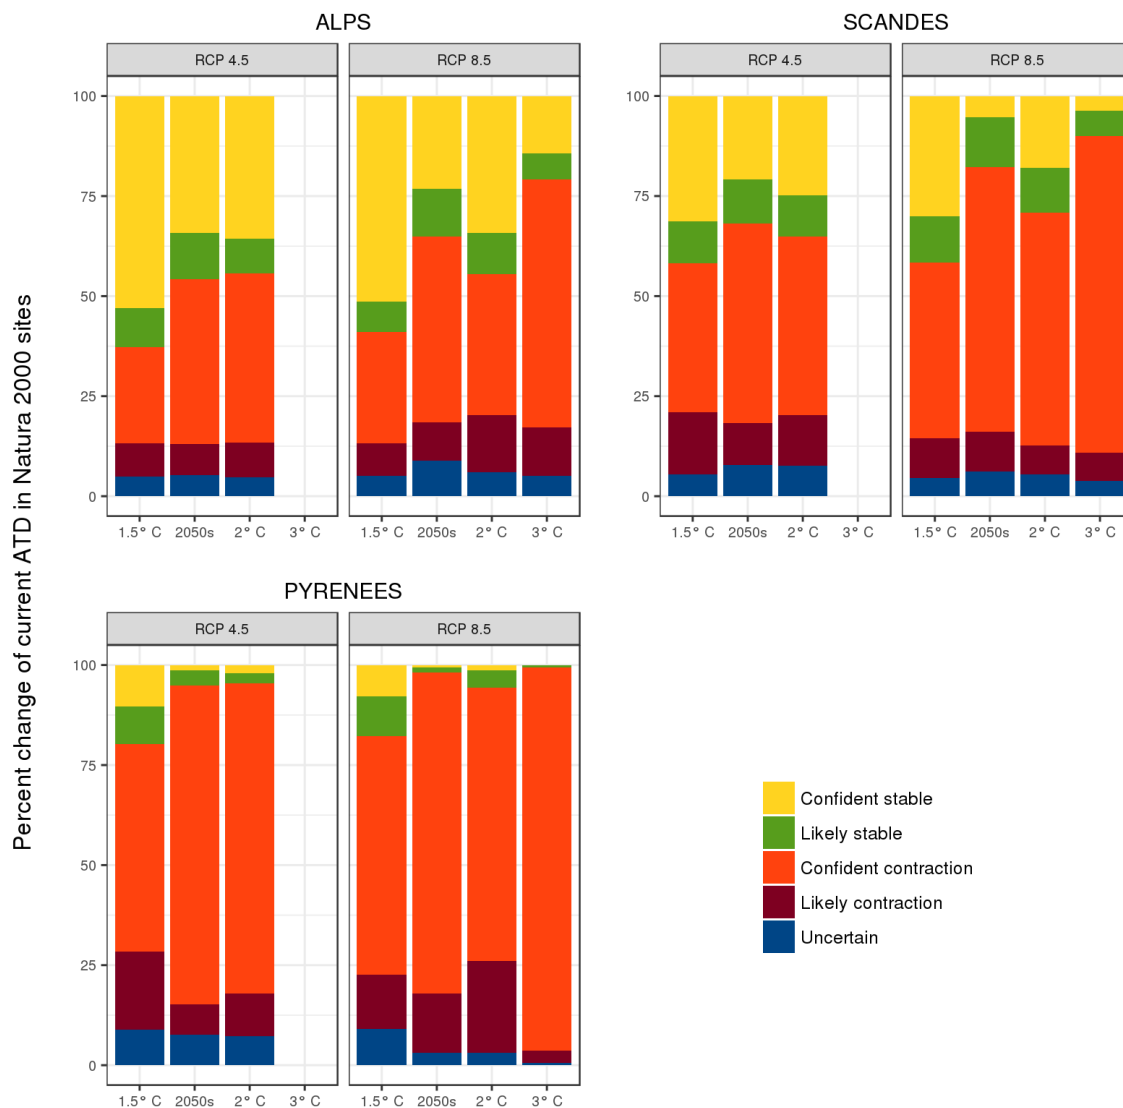 ALPS
SCANDES
RCP 4.5
RCP 8.5
RCP 4.5
RCP 8.5
100
75
50
25
0
100
75
50
25
0
1.5° C 2050s 2° C 3° C
1.5° C 2050s 2° C 3° C
1.5° C 2050s 2° C 3° C
1.5° C 2050s 2° C 3° C
Percent change of current ATD in Natura 2000 sites
PYRENEES
RCP 4.5
RCP 8.5
100
75
50
25
0
1.5° C 2050s 2° C 3° C
1.5° C 2050s 2° C 3° C
Confident stable
Likely stable
Confident contraction
Likely contraction
Uncertain